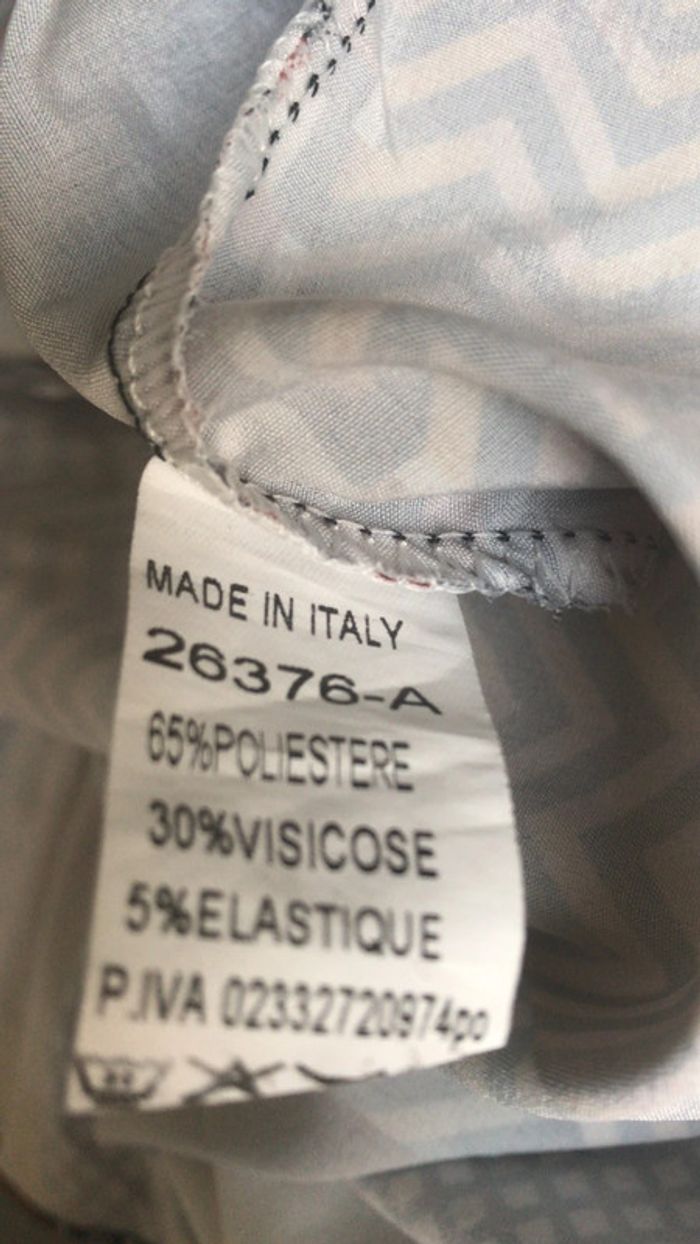 MADE IN ITALY
26376-A
65%POLIESTERE
30%VISICOSE
5%ELASTIQUE
P.IVA 02332720974po